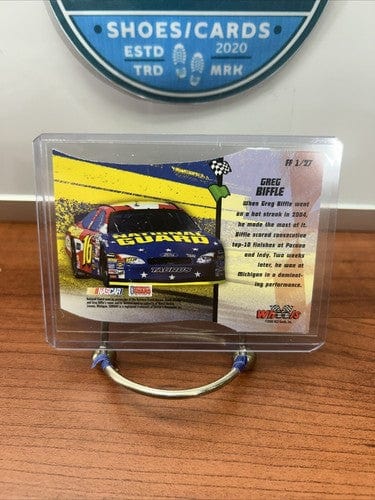 SHOES/CARDS
ESTD 2020
TRD MRK
FF 1/27
GREG
BIFFLE
When Greg Biffle went
on a hot streak in 2004,
he made the most of it.
Biffle scored consecutive
top-10 finishes at Pocono
and Indy. Two weeks
later, he won at
Michigan in a dominat-
ing performance.
16
NATIONAL
GUARD
TAURUS
NASCAR
Wheels